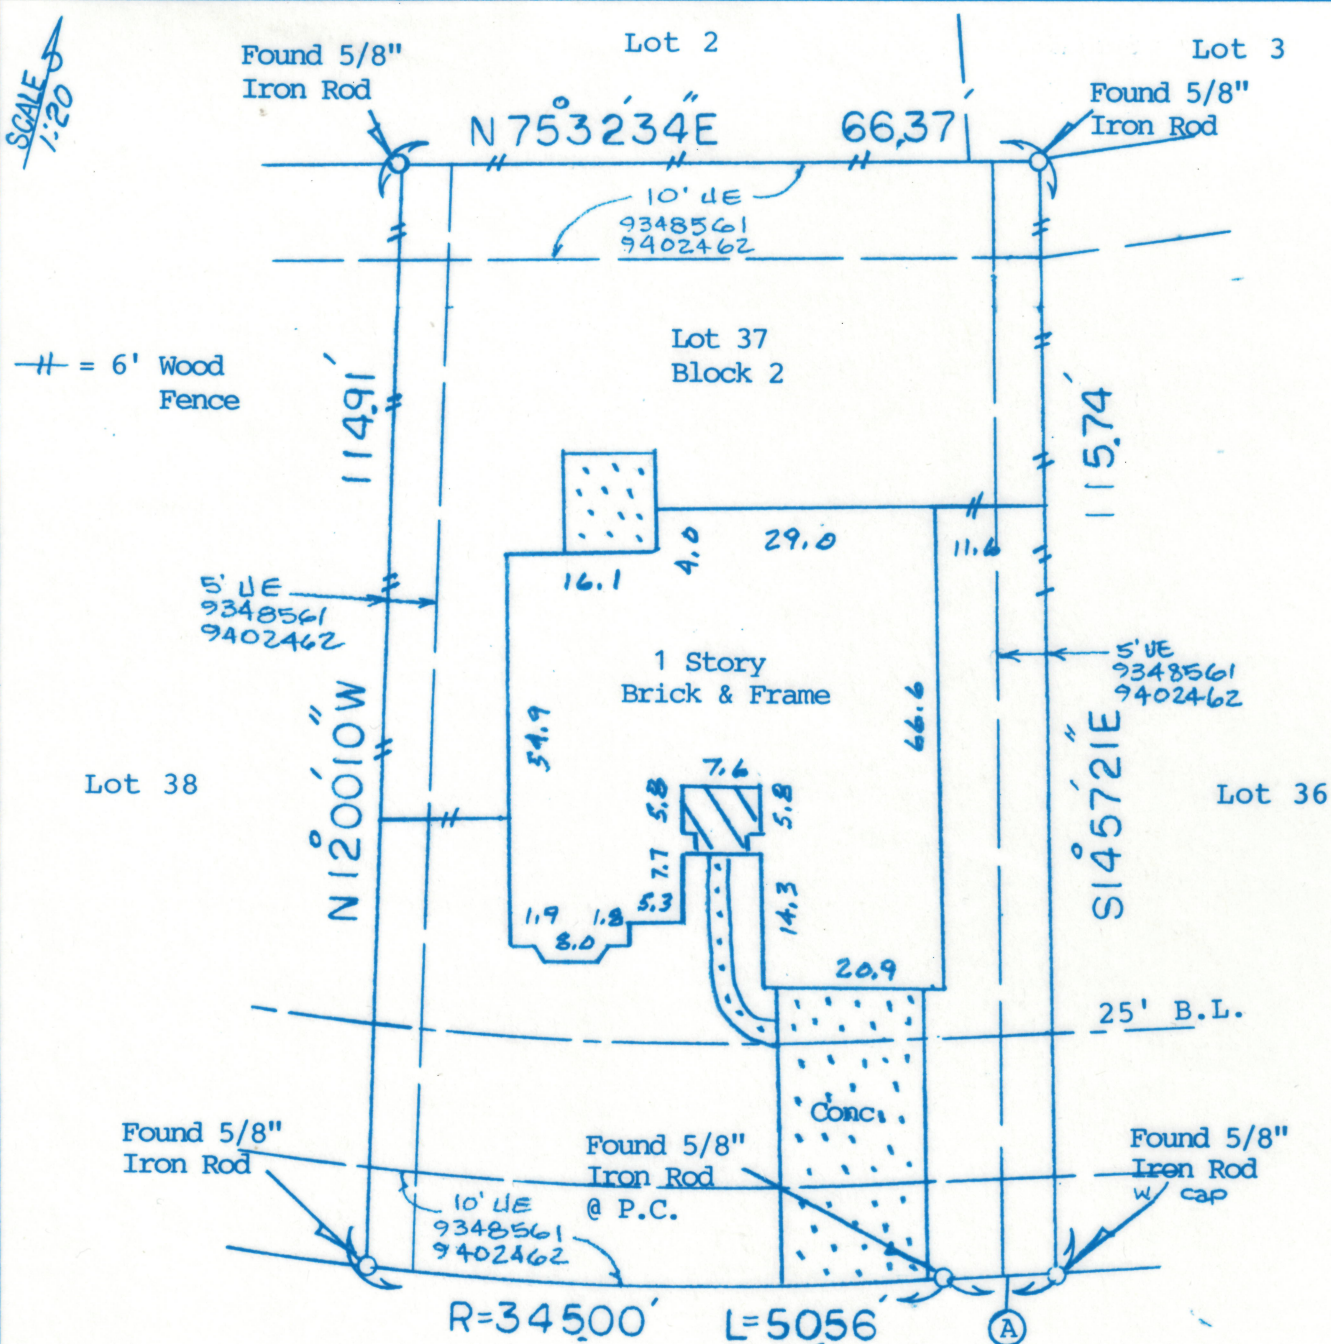 SCALE
1:20
Found 5/8"
Iron Rod
Lot 2
Lot 3
Found 5/8"
Iron Rod
N 75°32'34"E 66.37'
10' UE
9348561
9402462
Lot 37
Block 2
-//- = 6' Wood
Fence
114.91'
115.74'
4.0
29.0
11.6
16.1
5' UE
9348561
9402462
1 Story
Brick & Frame
5' UE
9348561
9402462
54.9
66.6
N 12°00'10"W
S14°57'21"E
Lot 38
Lot 36
7.6
5.8
5.8
7.7
5.3
14.3
1.9
1.8
8.0
20.9
25' B.L.
Conc.
Found 5/8"
Iron Rod
Found 5/8"
Iron Rod
@ P.C.
Found 5/8"
Iron Rod
w/ cap
10' UE
9348561
9402462
R=345.00' L=50.56'
A